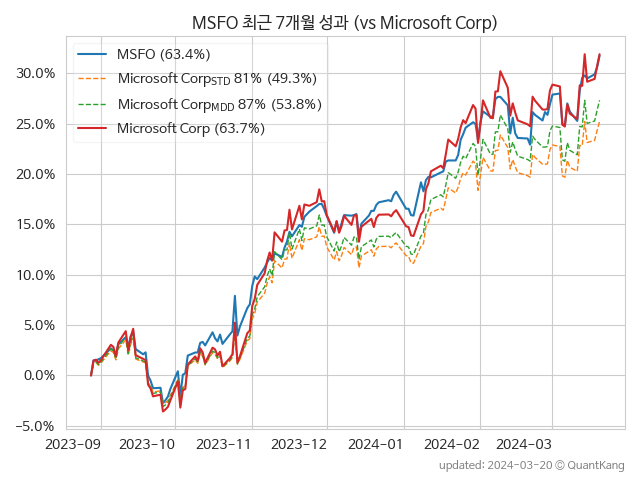 MSFO 최근 7개월 성과 (vs Microsoft Corp)
MSFO (63.4%)
Microsoft CorpSTD 81% (49.3%)
Microsoft CorpMDD 87% (53.8%)
Microsoft Corp (63.7%)
30.0%
25.0%
20.0%
15.0%
10.0%
5.0%
0.0%
−5.0%
2023-09 2023-10 2023-11 2023-12 2024-01 2024-02 2024-03
updated: 2024-03-20 © QuantKang